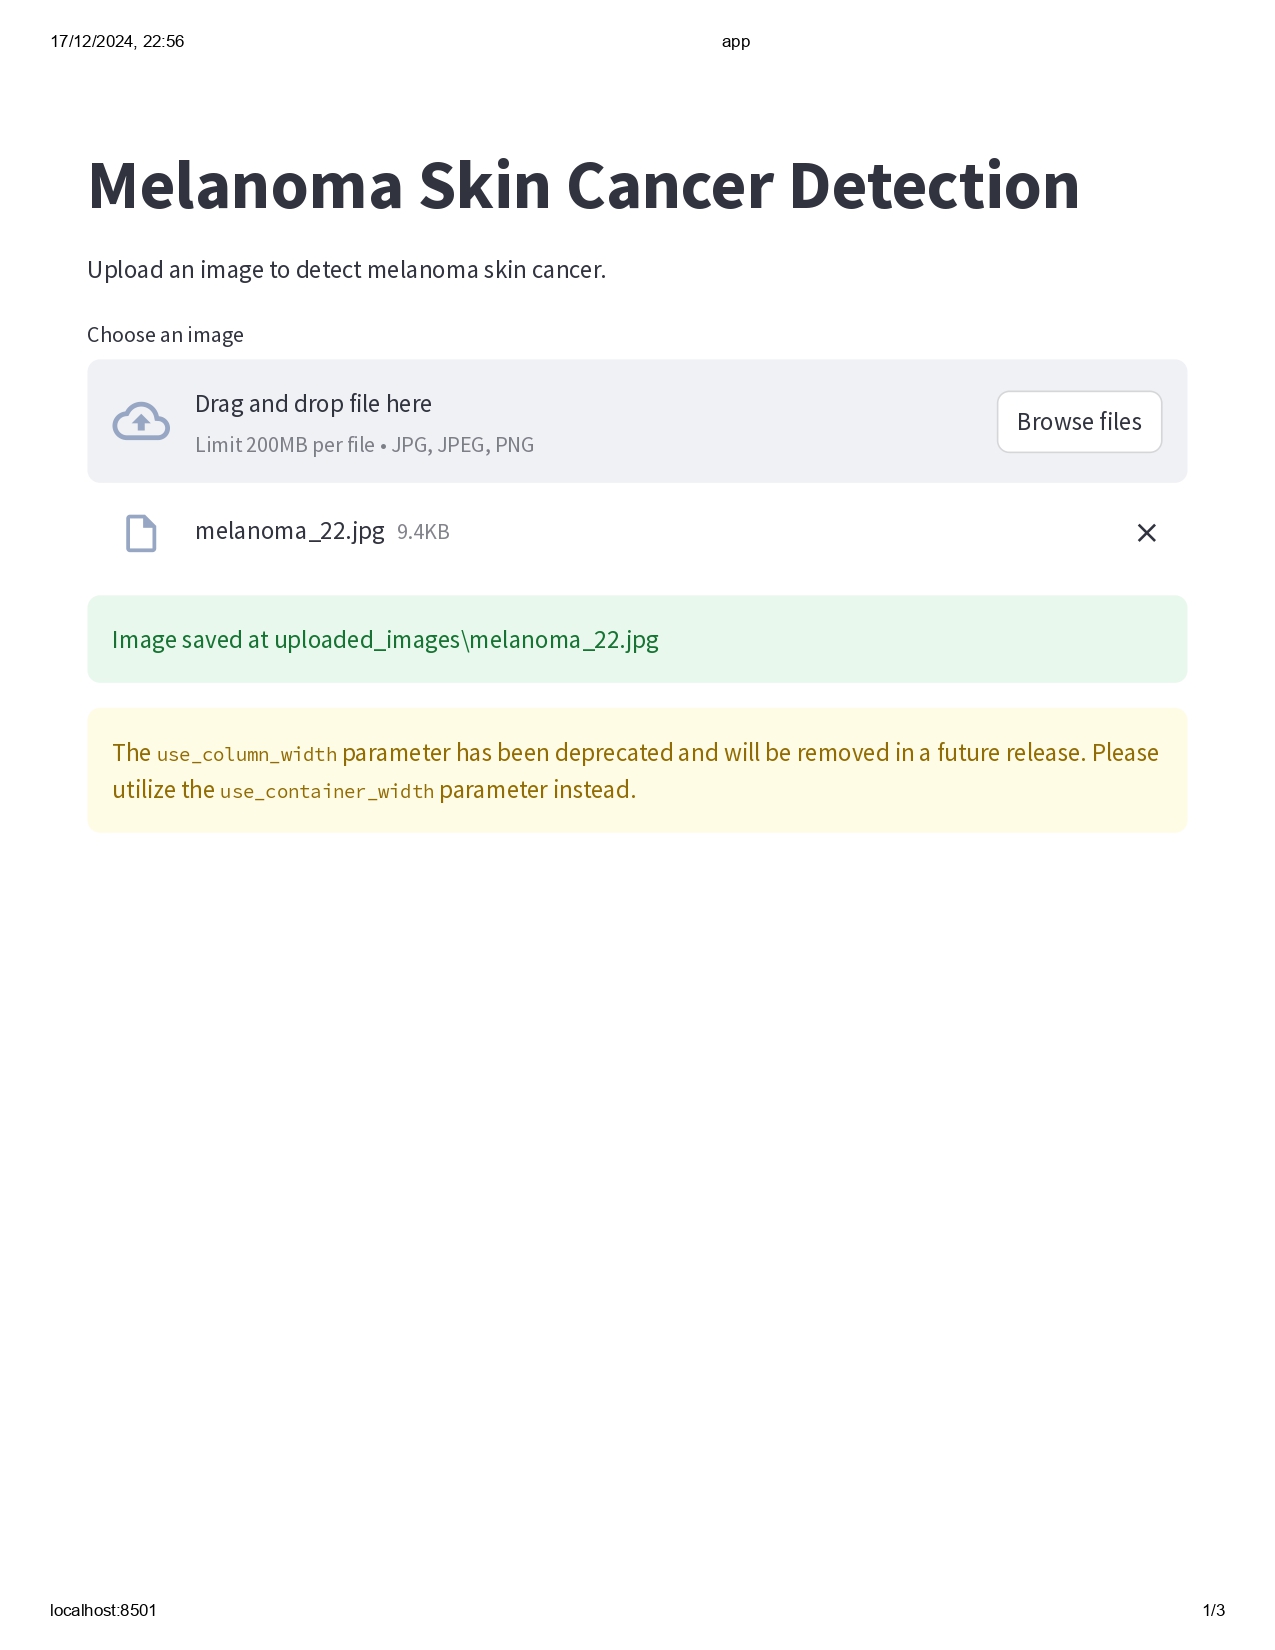 17/12/2024, 22:56 app
Melanoma Skin Cancer Detection
Upload an image to detect melanoma skin cancer.
Choose an image
Drag and drop file here
Limit 200MB per file • JPG, JPEG, PNG
Browse files
melanoma_22.jpg 9.4KB
Image saved at uploaded_images\melanoma_22.jpg
The use_column_width parameter has been deprecated and will be removed in a future release. Please
utilize the use_container_width parameter instead.
localhost:8501 1/3